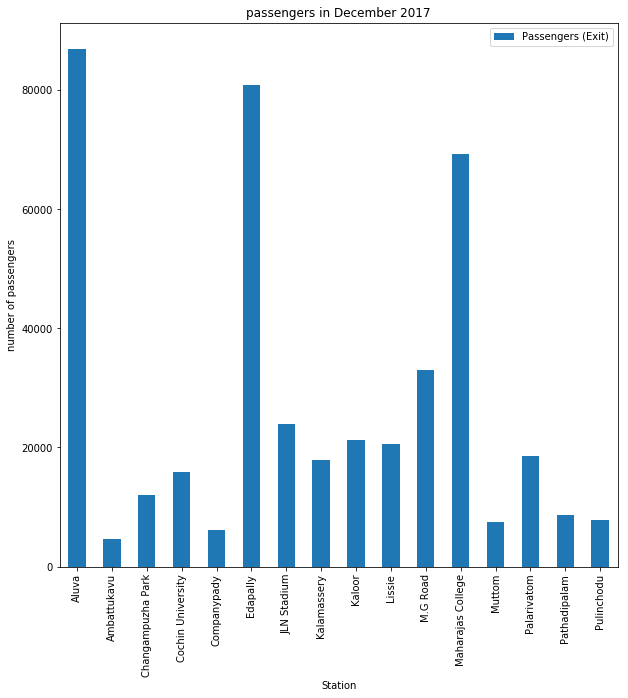 passengers in December 2017
Passengers (Exit)
number of passengers
80000
60000
40000
20000
0
Aluva
Ambattukavu
Changampuzha Park
Cochin University
Companypady
Edapally
JLN Stadium
Kalamassery
Kaloor
Lissie
M.G Road
Maharajas College
Muttom
Palarivatom
Pathadipalam
Pulinchodu
Station